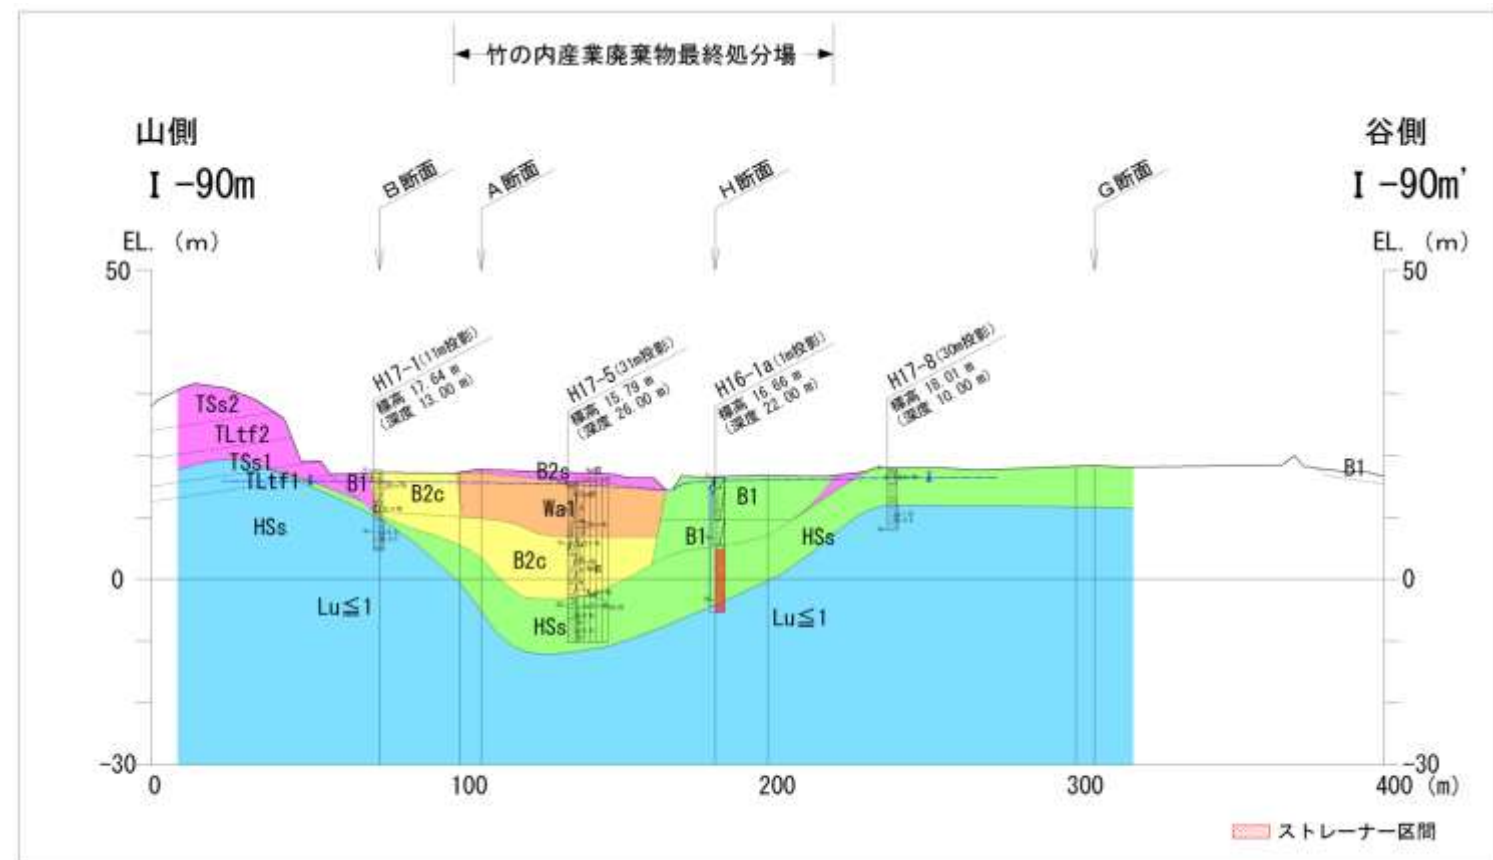 竹の内産業廃棄物最終処分場
山側
谷側
I -90m
I -90m'
B断面
A断面
H断面
G断面
EL. (m)
EL. (m)
50
50
H17-1(11m投影)
標高 17.64 m
(深度 13.00 m)
H17-5(31m投影)
標高 15.79 m
(深度 26.00 m)
H16-1a(1m投影)
標高 16.66 m
(深度 22.00 m)
H17-8(30m投影)
標高 18.01 m
(深度 10.00 m)
TSs2
TLtf2
TSs1
TLtf1
B1
B2c
B2s
Wa1
B1
B1
HSs
B1
HSs
B2c
HSs
0
0
Lu≦1
Lu≦1
-30
-30
0
100
200
300
400 (m)
ストレーナー区間